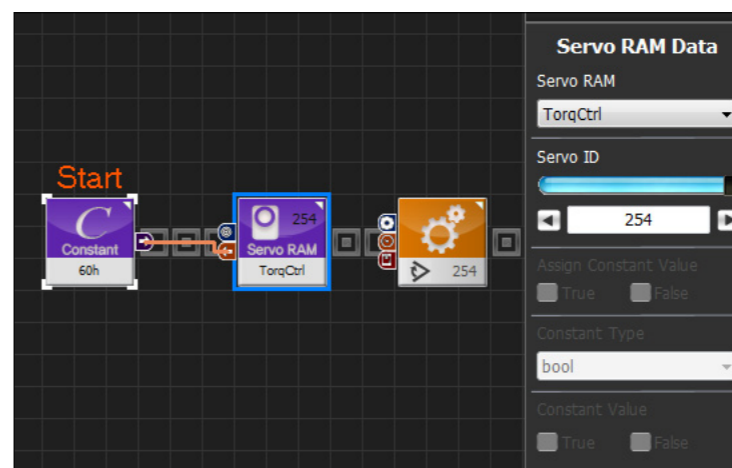 Start
C
Constant
60h
254
Servo RAM
TorqCtrl
254
Servo RAM Data
Servo RAM
TorqCtrl
Servo ID
254
Assign Constant Value
True False
Constant Type
bool
Constant Value
True False